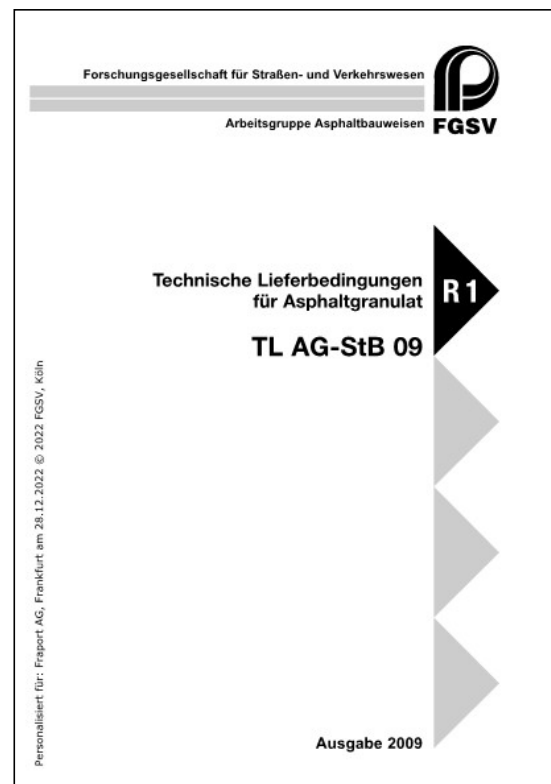 Forschungsgesellschaft für Straßen- und Verkehrswesen
Arbeitsgruppe Asphaltbauweisen
FGSV
Technische Lieferbedingungen
für Asphaltgranulat
R 1
TL AG-StB 09
Personalisiert für: Fraport AG, Frankfurt am 28.12.2022 © 2022 FGSV, Köln
Ausgabe 2009